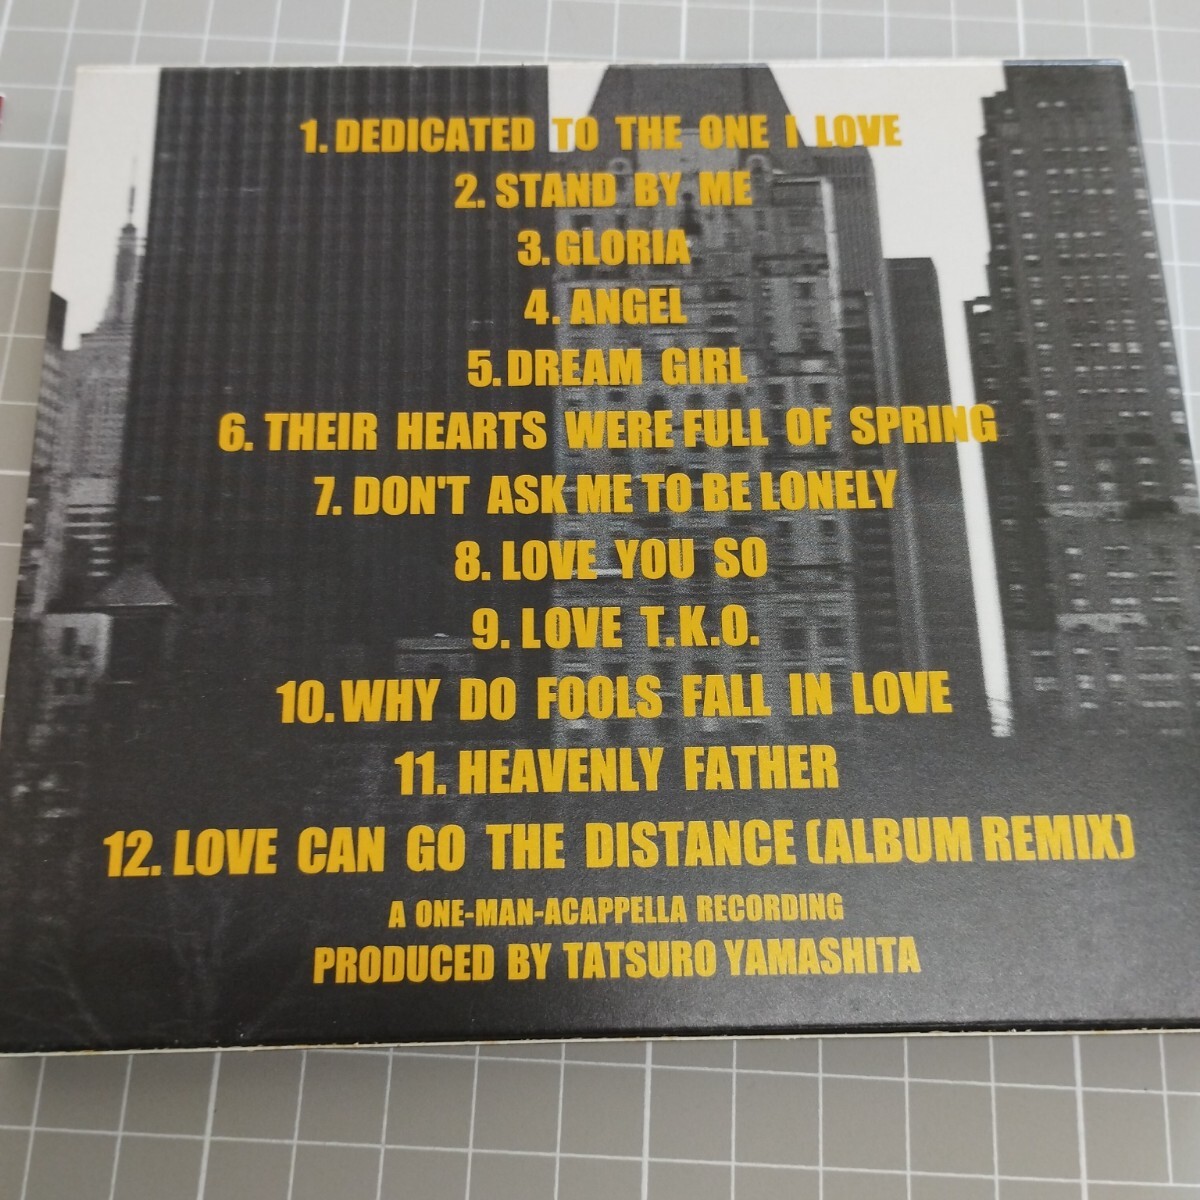 1. DEDICATED TO THE ONE I LOVE
2. STAND BY ME
3. GLORIA
4. ANGEL
5. DREAM GIRL
6. THEIR HEARTS WERE FULL OF SPRING
7. DON'T ASK ME TO BE LONELY
8. LOVE YOU SO
9. LOVE T.K.O.
10. WHY DO FOOLS FALL IN LOVE
11. HEAVENLY FATHER
12. LOVE CAN GO THE DISTANCE (ALBUM REMIX)
A ONE-MAN-ACAPPELLA RECORDING
PRODUCED BY TATSURO YAMASHITA